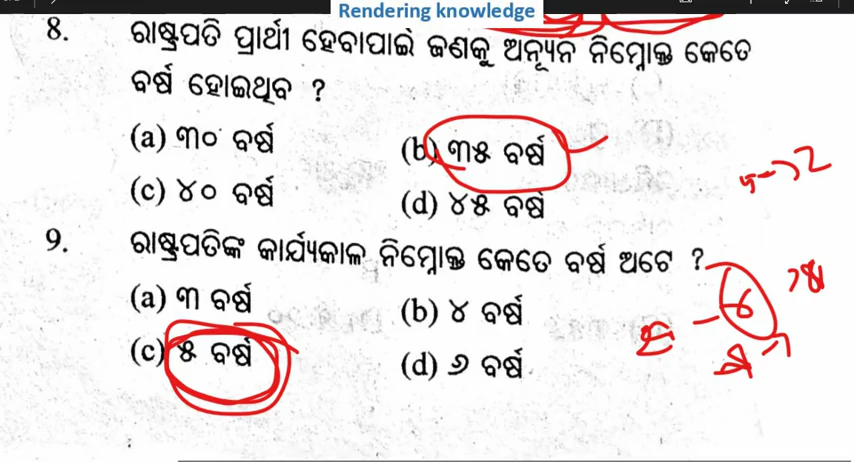 Rendering knowledge
8. ରାଷ୍ଟ୍ରପତି ପ୍ରାର୍ଥୀ ହେବାପାଇଁ ଜଣକୁ ଅନ୍ୟୂନ ନିମ୍ନୋକ୍ତ କେତେ
ବର୍ଷ ହୋଇଥିବ ?
(a) ୩୦ ବର୍ଷ (b) ୩୫ ବର୍ଷ
(c) ୪୦ ବର୍ଷ (d) ୪୫ ବର୍ଷ
9. ରାଷ୍ଟ୍ରପତିଙ୍କ କାର୍ଯ୍ୟକାଳ ନିମ୍ନୋକ୍ତ କେତେ ବର୍ଷ ଅଟେ ?
(a) ୩ ବର୍ଷ (b) ୪ ବର୍ଷ
(c) ୫ ବର୍ଷ (d) ୬ ବର୍ଷ